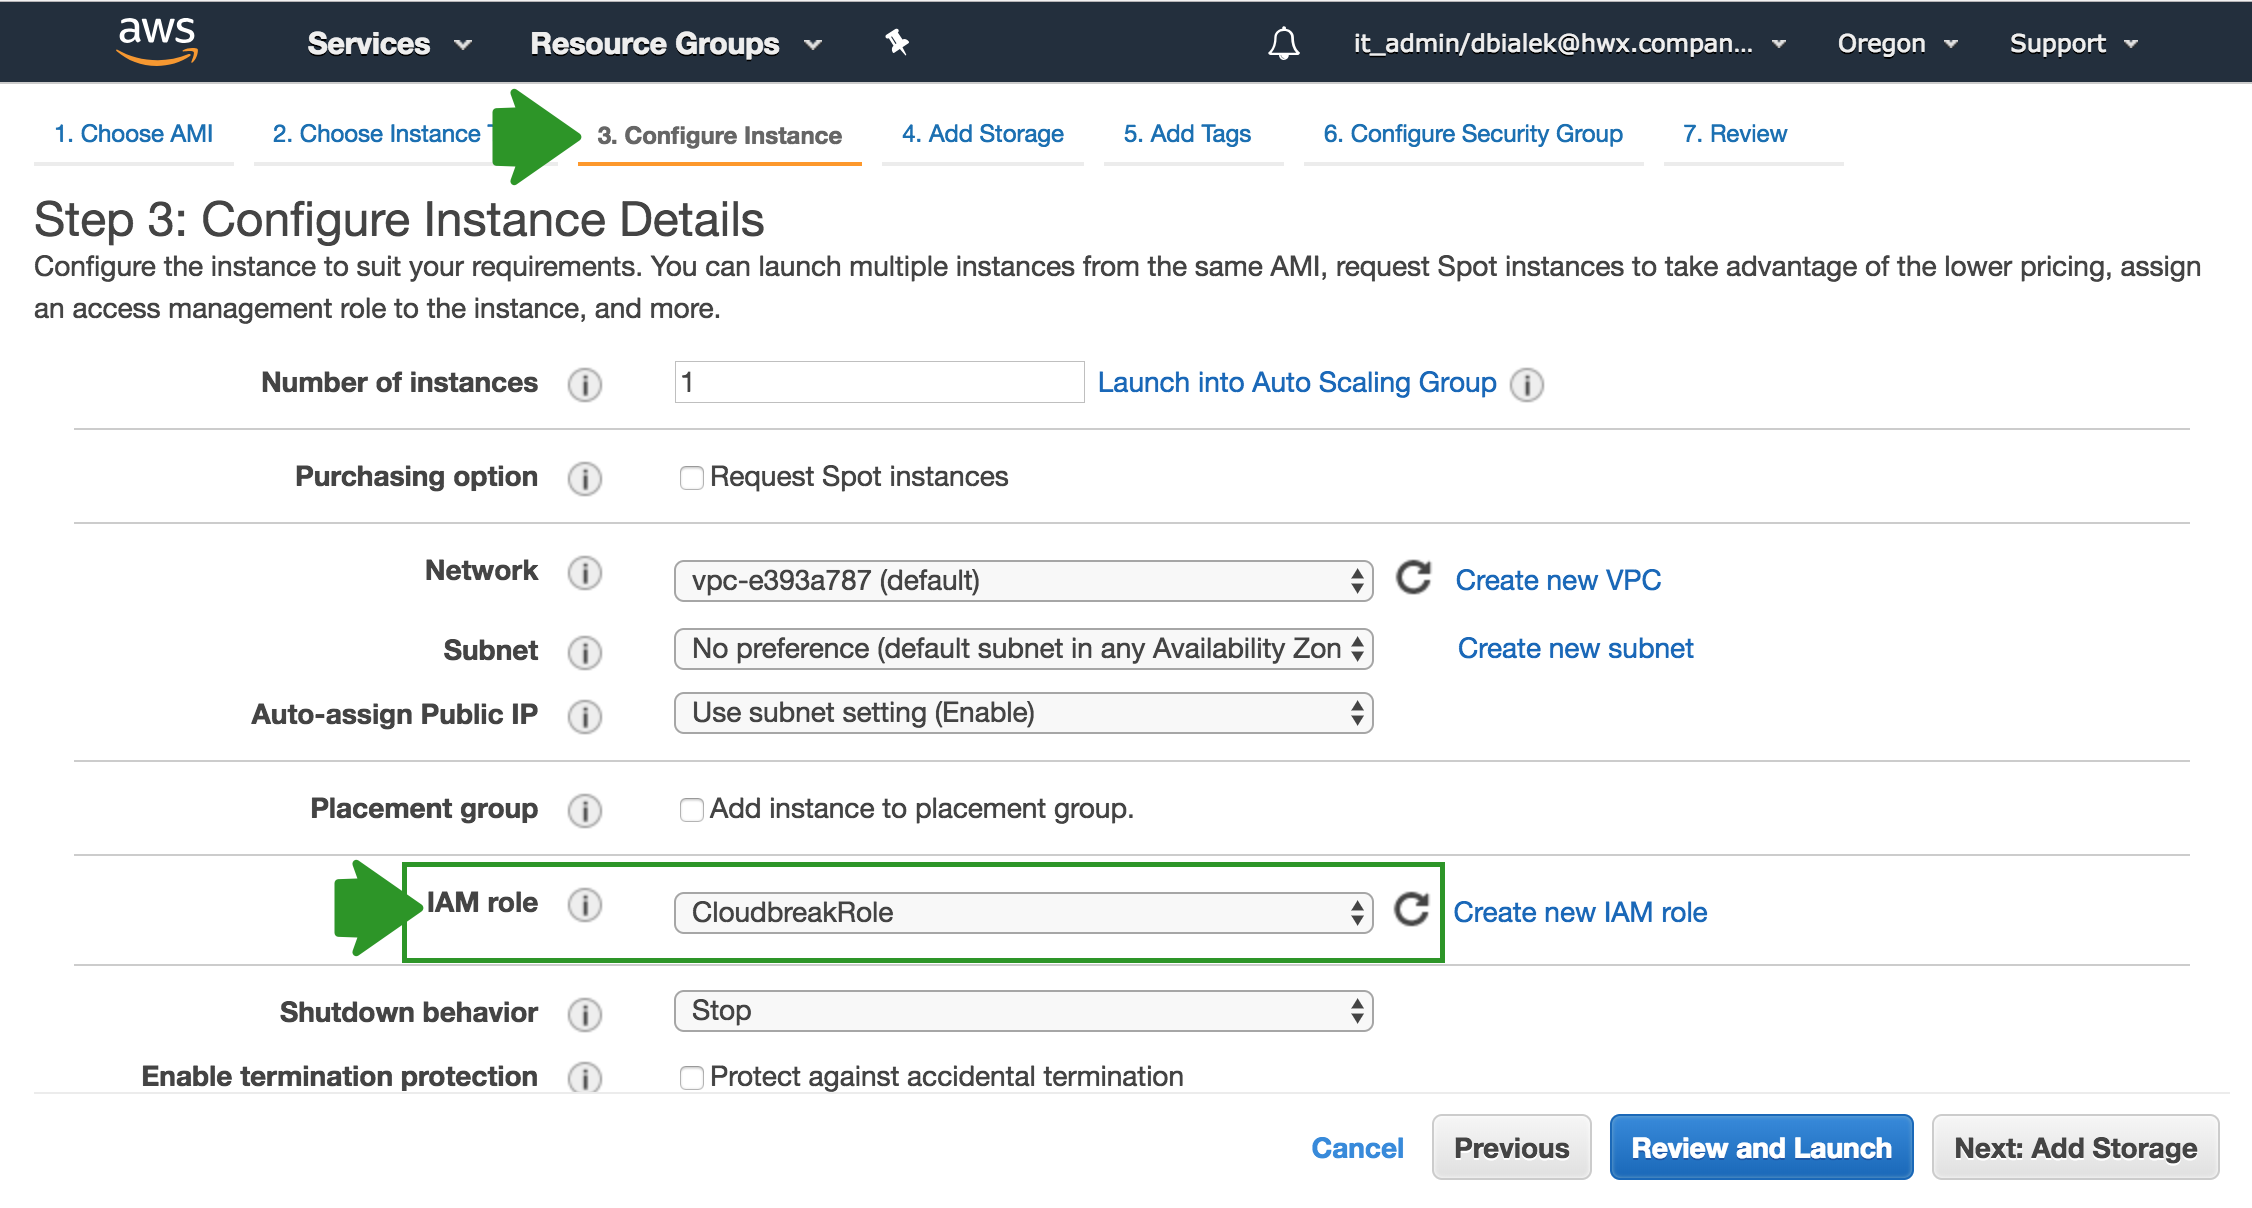 aws Services Resource Groups it_admin/dbialek@hwx.compan... Oregon Support
1. Choose AMI 2. Choose Instance 3. Configure Instance 4. Add Storage 5. Add Tags 6. Configure Security Group 7. Review
Step 3: Configure Instance Details
Configure the instance to suit your requirements. You can launch multiple instances from the same AMI, request Spot instances to take advantage of the lower pricing, assign
an access management role to the instance, and more.
Number of instances i 1 Launch into Auto Scaling Group i
Purchasing option i Request Spot instances
Network i vpc-e393a787 (default) Create new VPC
Subnet i No preference (default subnet in any Availability Zon Create new subnet
Auto-assign Public IP i Use subnet setting (Enable)
Placement group i Add instance to placement group.
IAM role i CloudbreakRole Create new IAM role
Shutdown behavior i Stop
Enable termination protection i Protect against accidental termination
Cancel Previous Review and Launch Next: Add Storage